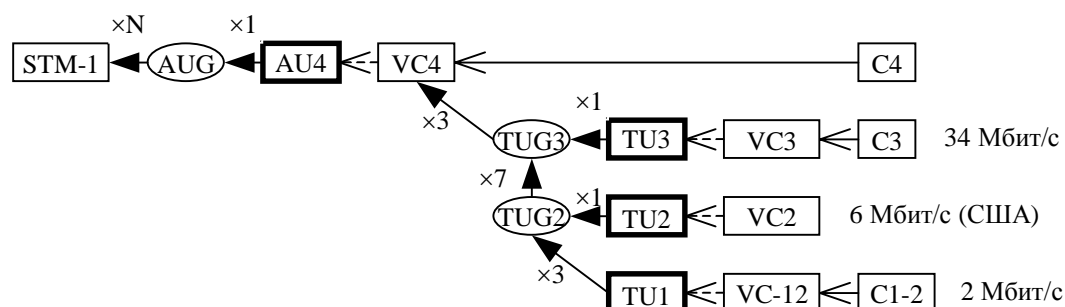 ×N ×1
STM-1 AUG AU4 VC4 C4
×3 ×1
TUG3 TU3 VC3 C3 34 Мбит/с
×7 ×1
TUG2 TU2 VC2 6 Мбит/с (США)
×3
TU1 VC-12 C1-2 2 Мбит/с